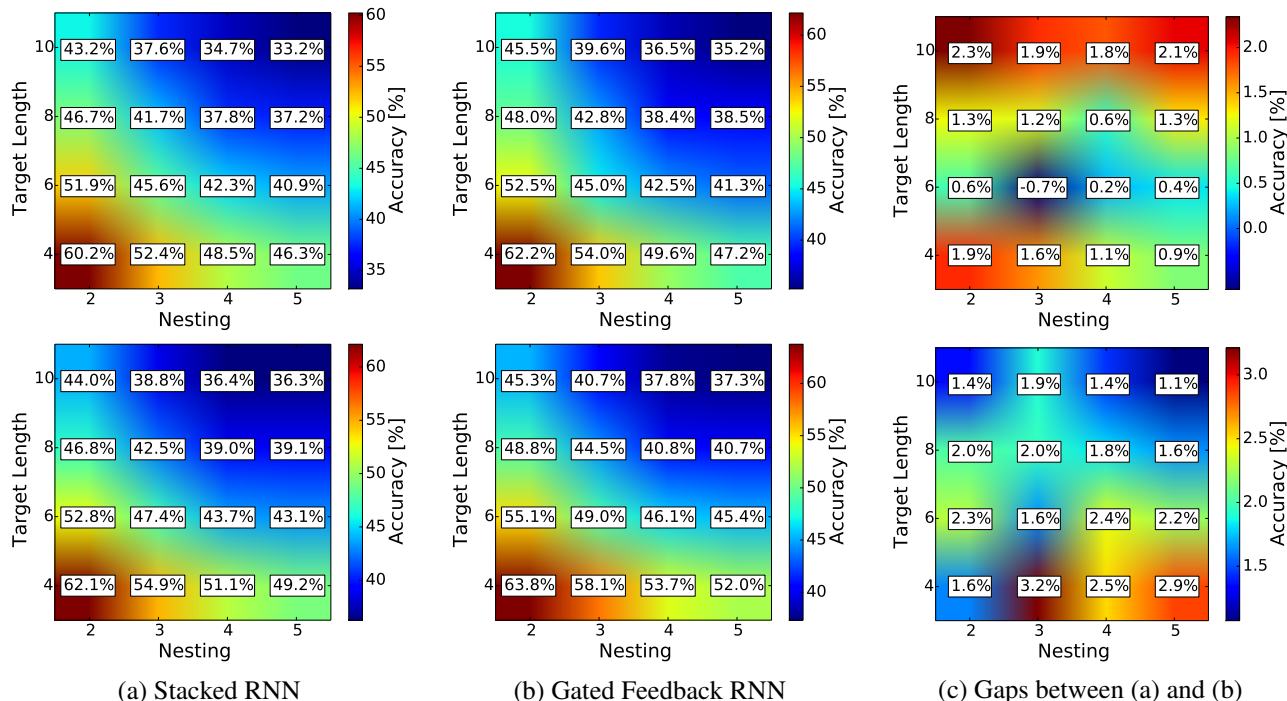 10
8
6
4
Target Length
43.2% 37.6% 34.7% 33.2%
46.7% 41.7% 37.8% 37.2%
51.9% 45.6% 42.3% 40.9%
60.2% 52.4% 48.5% 46.3%
2 3 4 5
Nesting
60
55
50
45
40
35
Accuracy [%]
10
8
6
4
Target Length
45.5% 39.6% 36.5% 35.2%
48.0% 42.8% 38.4% 38.5%
52.5% 45.0% 42.5% 41.3%
62.2% 54.0% 49.6% 47.2%
2 3 4 5
Nesting
60
55
50
45
40
Accuracy [%]
10
8
6
4
Target Length
2.3% 1.9% 1.8% 2.1%
1.3% 1.2% 0.6% 1.3%
0.6% -0.7% 0.2% 0.4%
1.9% 1.6% 1.1% 0.9%
2 3 4 5
Nesting
2.0
1.5
1.0
0.5
0.0
Accuracy [%]
10
8
6
4
Target Length
44.0% 38.8% 36.4% 36.3%
46.8% 42.5% 39.0% 39.1%
52.8% 47.4% 43.7% 43.1%
62.1% 54.9% 51.1% 49.2%
2 3 4 5
Nesting
60
55
50
45
40
Accuracy [%]
10
8
6
4
Target Length
45.3% 40.7% 37.8% 37.3%
48.8% 44.5% 40.8% 40.7%
55.1% 49.0% 46.1% 45.4%
63.8% 58.1% 53.7% 52.0%
2 3 4 5
Nesting
60
55
50
45
40
Accuracy [%]
10
8
6
4
Target Length
1.4% 1.9% 1.4% 1.1%
2.0% 2.0% 1.8% 1.6%
2.3% 1.6% 2.4% 2.2%
1.6% 3.2% 2.5% 2.9%
2 3 4 5
Nesting
3.0
2.5
2.0
1.5
Accuracy [%]
(a) Stacked RNN
(b) Gated Feedback RNN
(c) Gaps between (a) and (b)